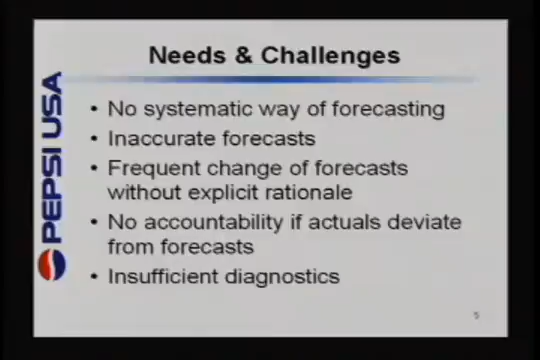 Needs & Challenges
PEPSI USA
• No systematic way of forecasting
• Inaccurate forecasts
• Frequent change of forecasts
without explicit rationale
• No accountability if actuals deviate
from forecasts
• Insufficient diagnostics
5